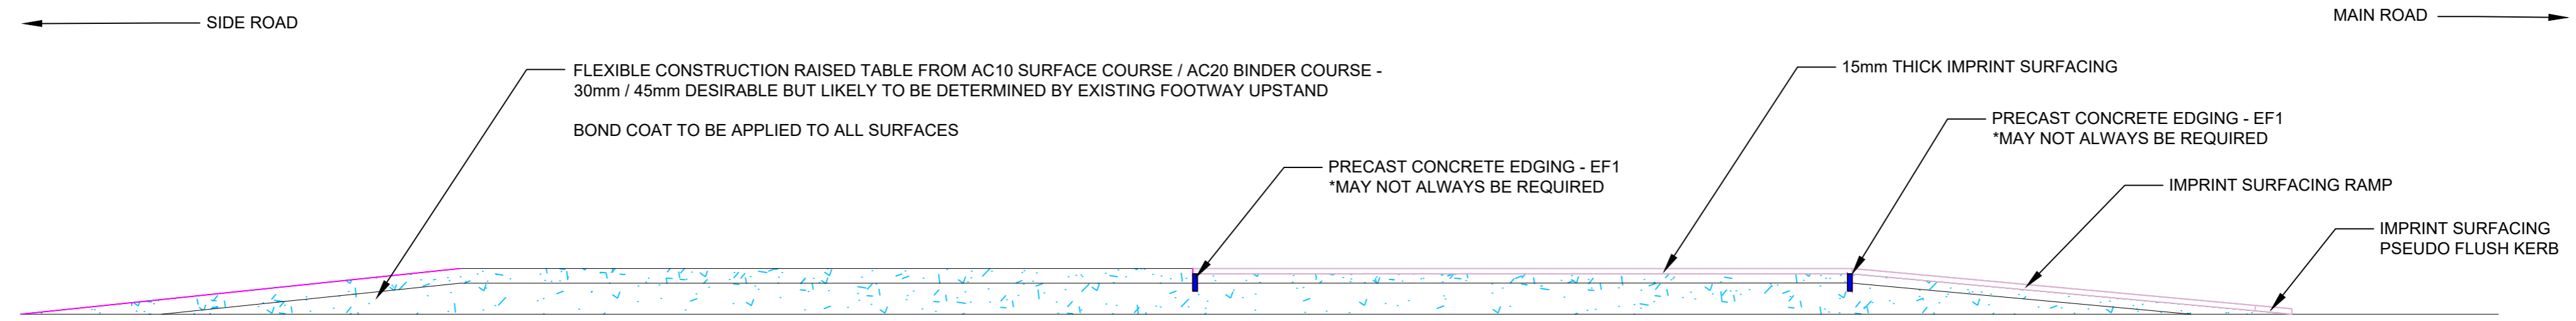 SIDE ROAD
MAIN ROAD
FLEXIBLE CONSTRUCTION RAISED TABLE FROM AC10 SURFACE COURSE / AC20 BINDER COURSE -
30mm / 45mm DESIRABLE BUT LIKELY TO BE DETERMINED BY EXISTING FOOTWAY UPSTAND
BOND COAT TO BE APPLIED TO ALL SURFACES
PRECAST CONCRETE EDGING - EF1
*MAY NOT ALWAYS BE REQUIRED
15mm THICK IMPRINT SURFACING
PRECAST CONCRETE EDGING - EF1
*MAY NOT ALWAYS BE REQUIRED
IMPRINT SURFACING RAMP
IMPRINT SURFACING
PSEUDO FLUSH KERB